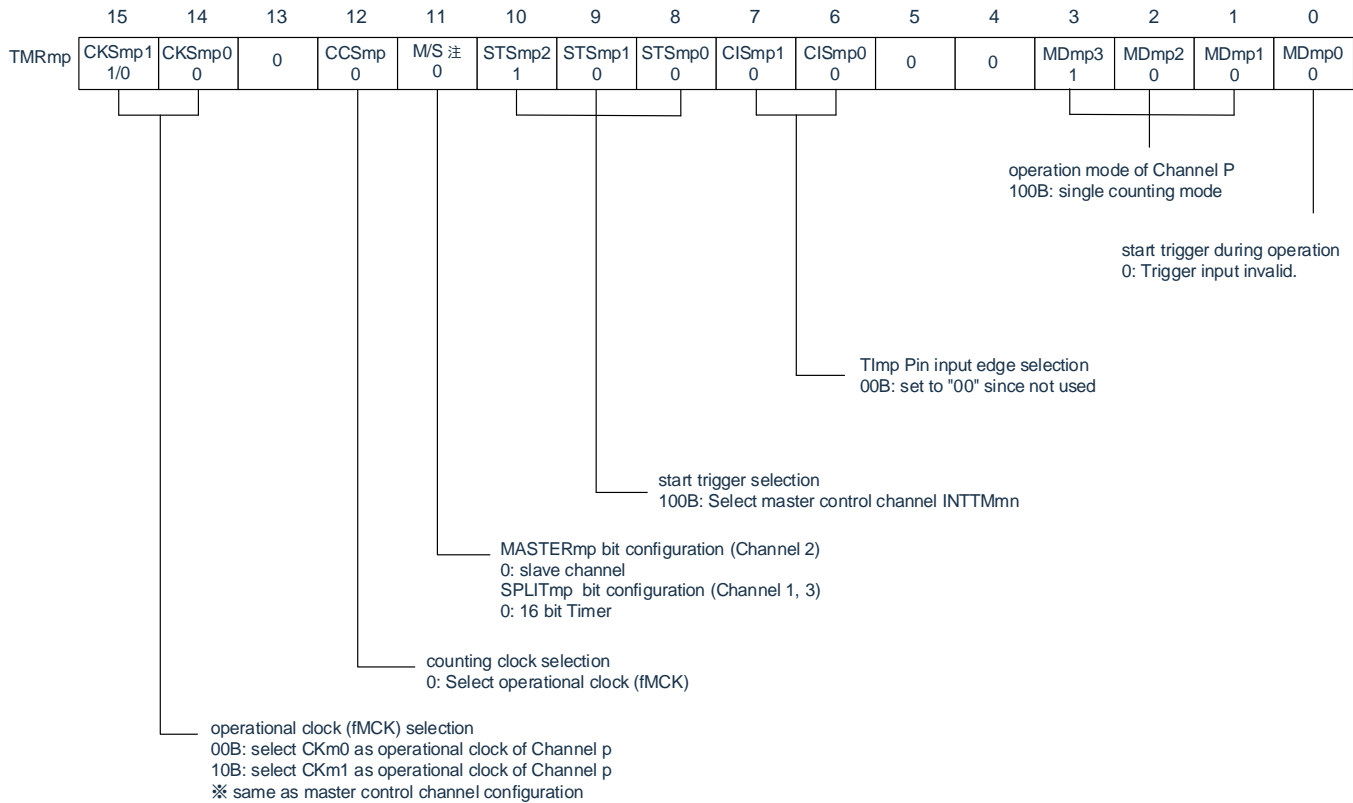 15 14 13 12 11 10 9 8 7 6 5 4 3 2 1 0
TMRmp CKSmp1 CKSmp0 0 CCSmp M/S 注 STSmp2 STSmp1 STSmp0 CISmp1 CISmp0 0 0 MDmp3 MDmp2 MDmp1 MDmp0
1/0 0 0 0 1 0 0 0 0 1 0 0 0
operation mode of Channel P
100B: single counting mode
start trigger during operation
0: Trigger input invalid.
TImp Pin input edge selection
00B: set to "00" since not used
start trigger selection
100B: Select master control channel INTTMmn
MASTERmp bit configuration (Channel 2)
0: slave channel
SPLITmp bit configuration (Channel 1, 3)
0: 16 bit Timer
counting clock selection
0: Select operational clock (fMCK)
operational clock (fMCK) selection
00B: select CKm0 as operational clock of Channel p
10B: select CKm1 as operational clock of Channel p
※ same as master control channel configuration